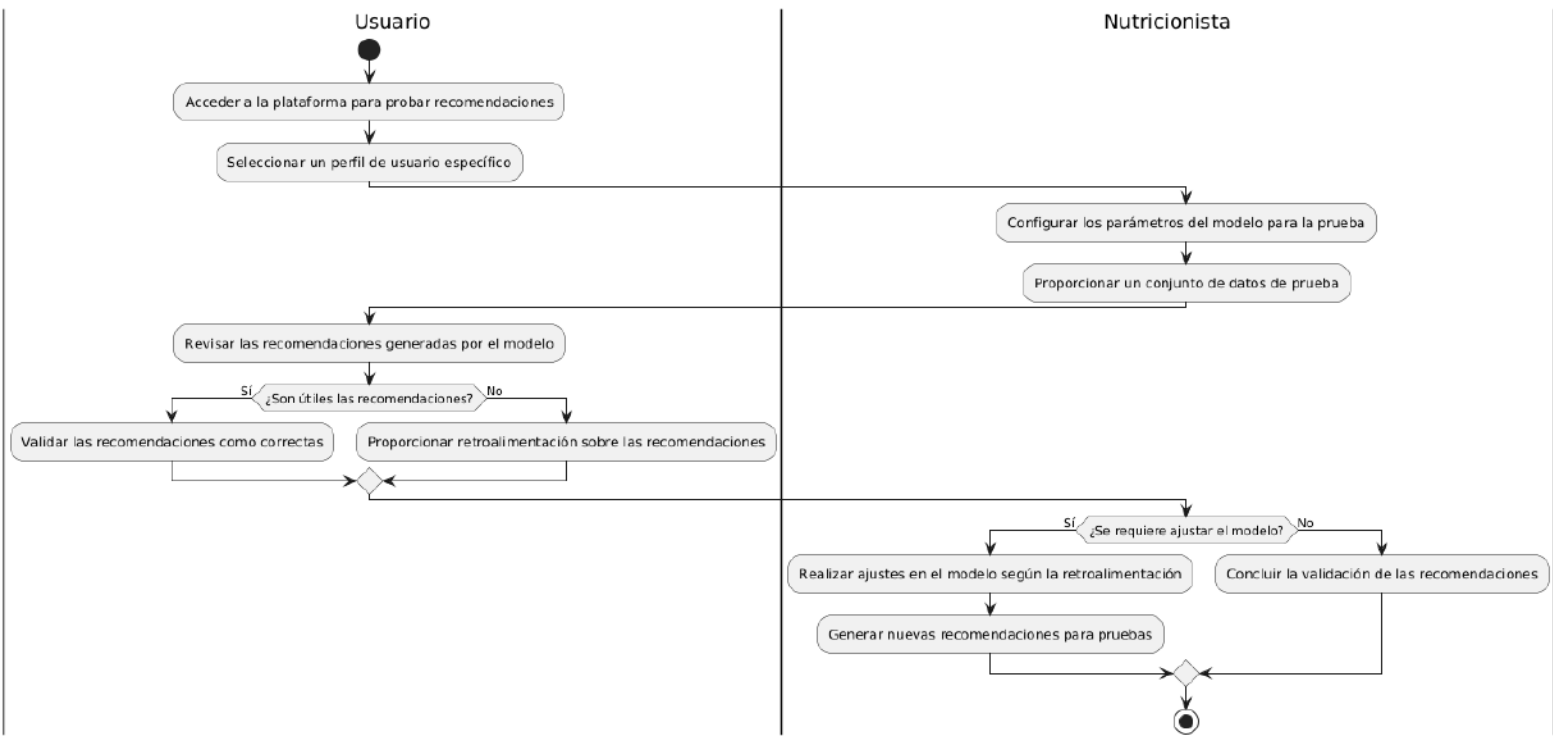 Usuario
Nutricionista
Acceder a la plataforma para probar recomendaciones
Seleccionar un perfil de usuario específico
Configurar los parámetros del modelo para la prueba
Proporcionar un conjunto de datos de prueba
Revisar las recomendaciones generadas por el modelo
¿Son útiles las recomendaciones?
Sí
No
Validar las recomendaciones como correctas
Proporcionar retroalimentación sobre las recomendaciones
¿Se requiere ajustar el modelo?
Sí
No
Realizar ajustes en el modelo según la retroalimentación
Concluir la validación de las recomendaciones
Generar nuevas recomendaciones para pruebas